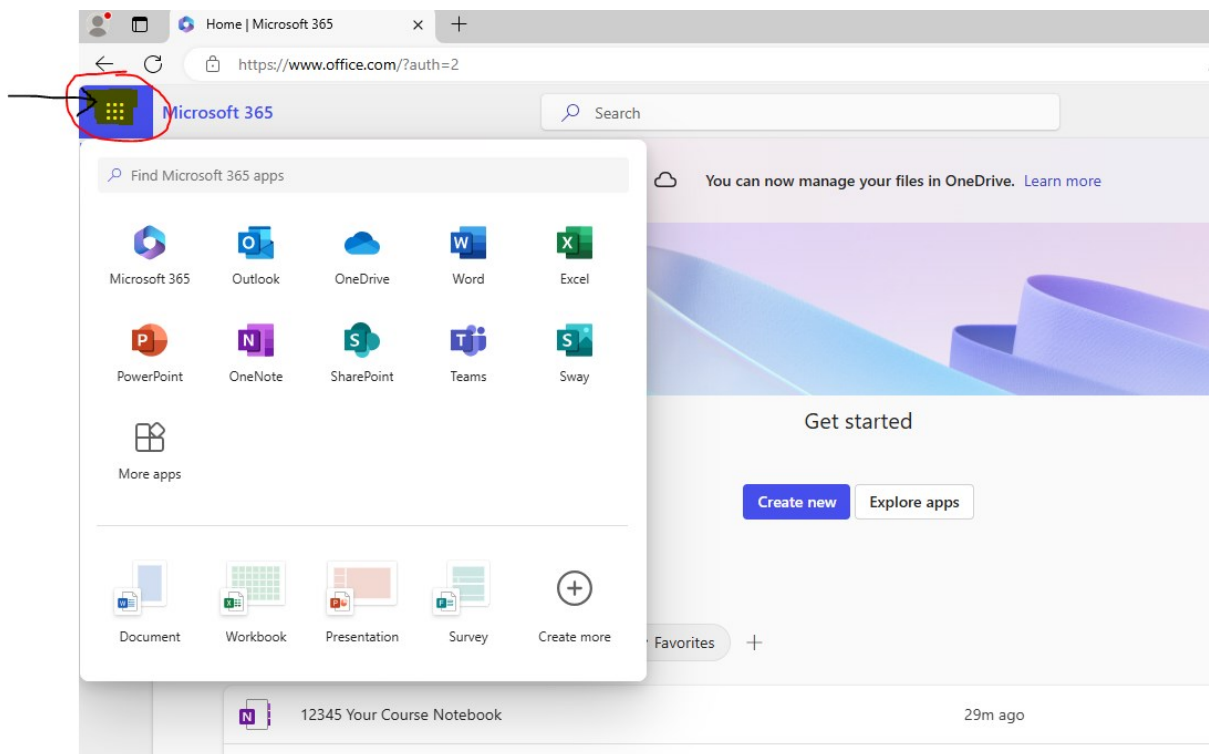 Home | Microsoft 365
https://www.office.com/?auth=2
Microsoft 365
Search
Find Microsoft 365 apps
You can now manage your files in OneDrive. Learn more
Microsoft 365 Outlook OneDrive Word Excel
PowerPoint OneNote SharePoint Teams Sway
More apps
Get started
Create new Explore apps
Document Workbook Presentation Survey Create more
Favorites
12345 Your Course Notebook 29m ago